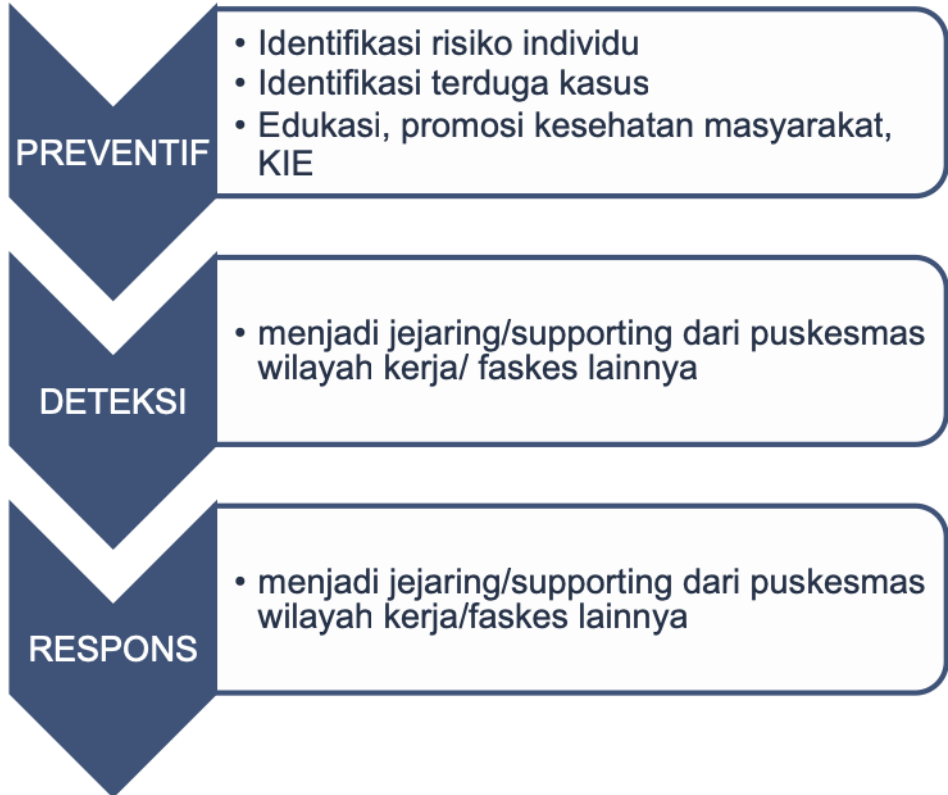 PREVENTIF
• Identifikasi risiko individu
• Identifikasi terduga kasus
• Edukasi, promosi kesehatan masyarakat,
KIE
DETEKSI
• menjadi jejaring/supporting dari puskesmas
wilayah kerja/ faskes lainnya
RESPONS
• menjadi jejaring/supporting dari puskesmas
wilayah kerja/faskes lainnya